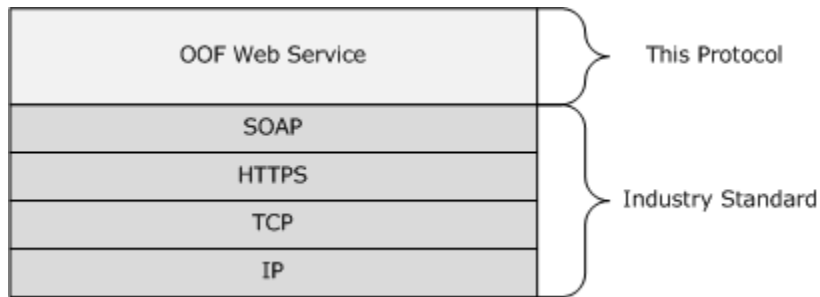 OOF Web Service
This Protocol
SOAP
HTTPS
Industry Standard
TCP
IP